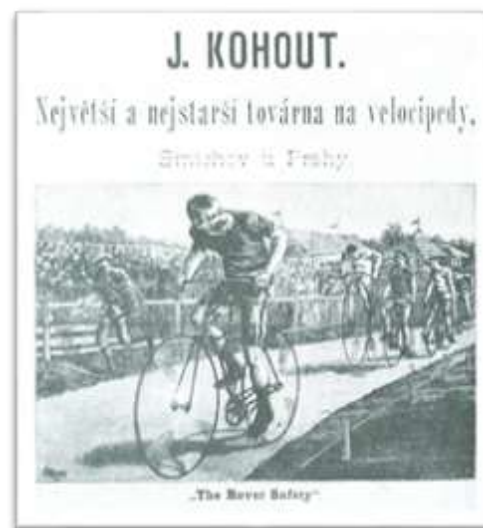 J. KOHOUT.
Největší a nejstarší továrna na velocipedy,
Smíchov u Prahy
„The Rover Safety“